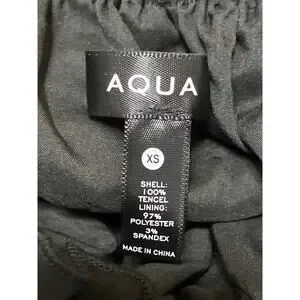 AQUA
XS
SHELL:
100%
TENCEL
LINING:
97%
POLYESTER
3%
SPANDEX
MADE IN CHINA